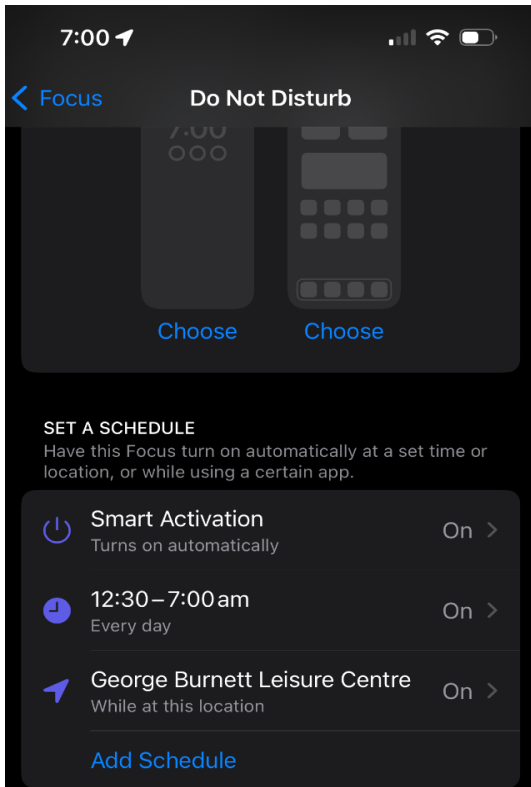 7:00
Focus
Do Not Disturb
7:00
Choose
Choose
SET A SCHEDULE
Have this Focus turn on automatically at a set time or
location, or while using a certain app.
Smart Activation
Turns on automatically
On
12:30–7:00 am
Every day
On
George Burnett Leisure Centre
While at this location
On
Add Schedule